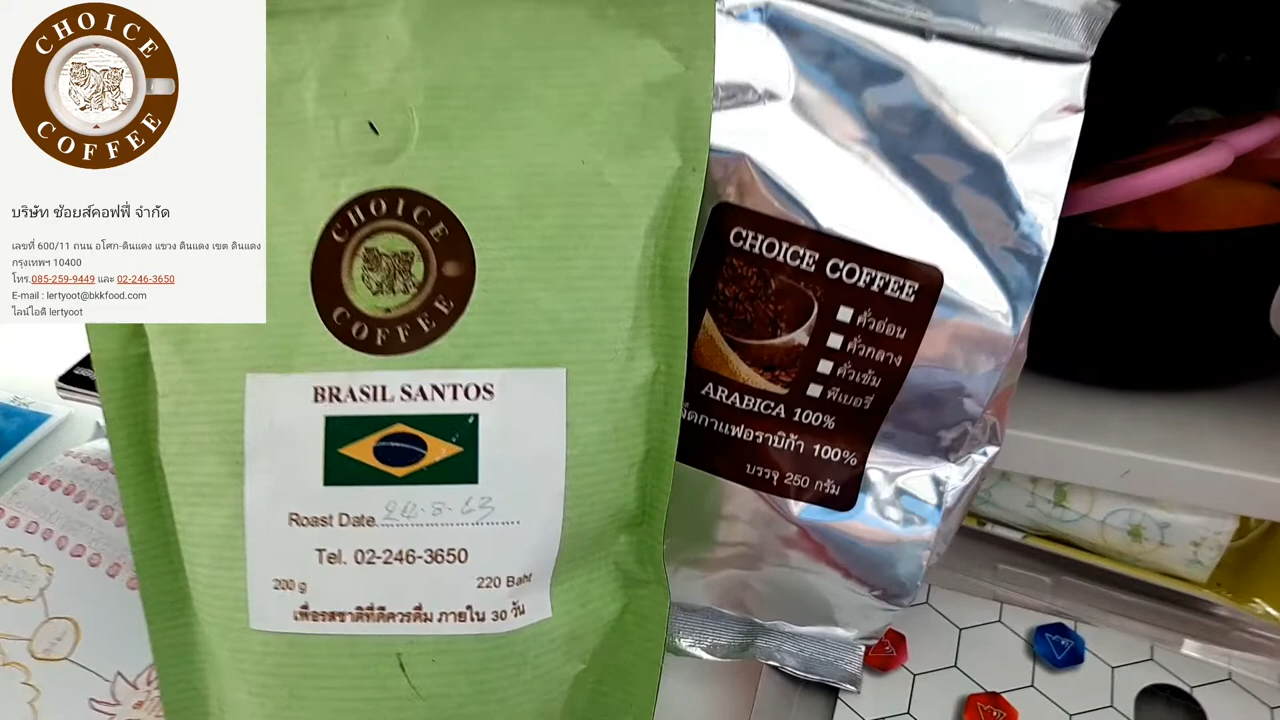 CHOICE
COFFEE
บริษัท ช้อยส์คอฟฟี่ จำกัด
เลขที่ 600/11 ถนน อโศก-ดินแดง แขวง ดินแดง เขต ดินแดง
กรุงเทพฯ 10400
โทร.085-259-9449 และ 02-246-3650
E-mail : lertyoot@bkkfood.com
ไลน์ไอดี lertyoot
CHOICE
COFFEE
BRASIL SANTOS
Roast Date
Tel. 02-246-3650
200 g 220 Baht
เพื่อรสชาติที่ดีควรดื่ม ภายใน 30 วัน
CHOICE COFFEE
คั่วอ่อน
คั่วกลาง
คั่วเข้ม
พีเบอรี่
ARABICA 100%
กาแฟอราบิก้า 100%
บรรจุ 250 กรัม